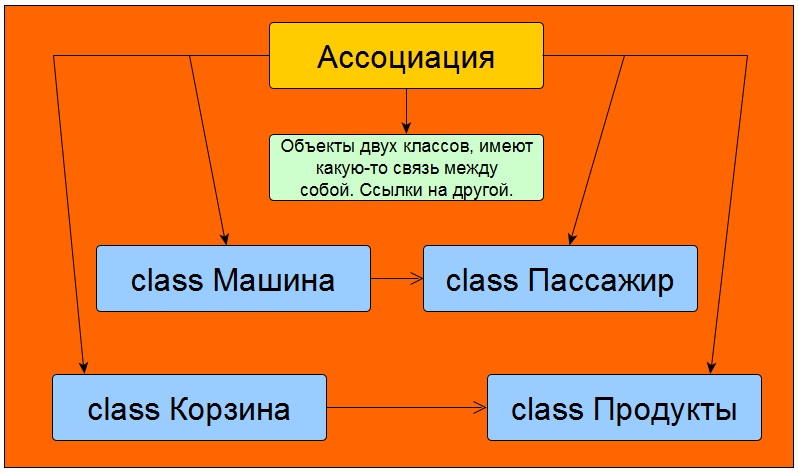 Ассоциация
Объекты двух классов, имеют
какую-то связь между
собой. Ссылки на другой.
class Машина
class Пассажир
class Корзина
class Продукты